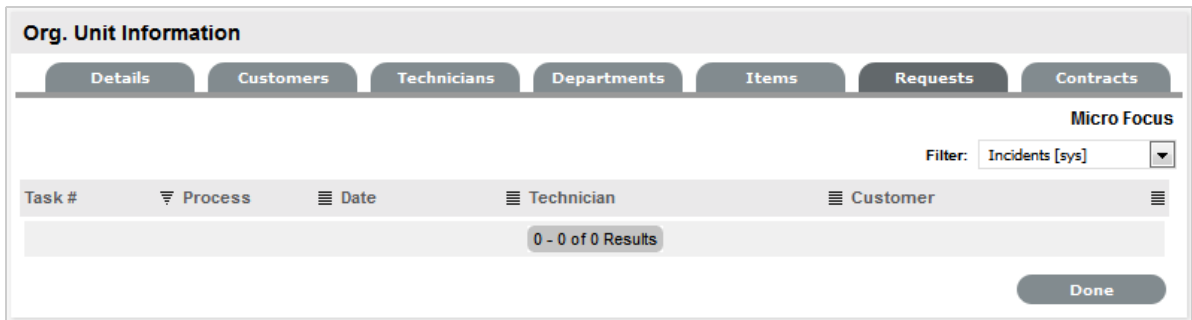 Org. Unit Information
Details Customers Technicians Departments Items Requests Contracts
Micro Focus
Filter: Incidents [sys]
Task # Process Date Technician Customer
0 - 0 of 0 Results
Done